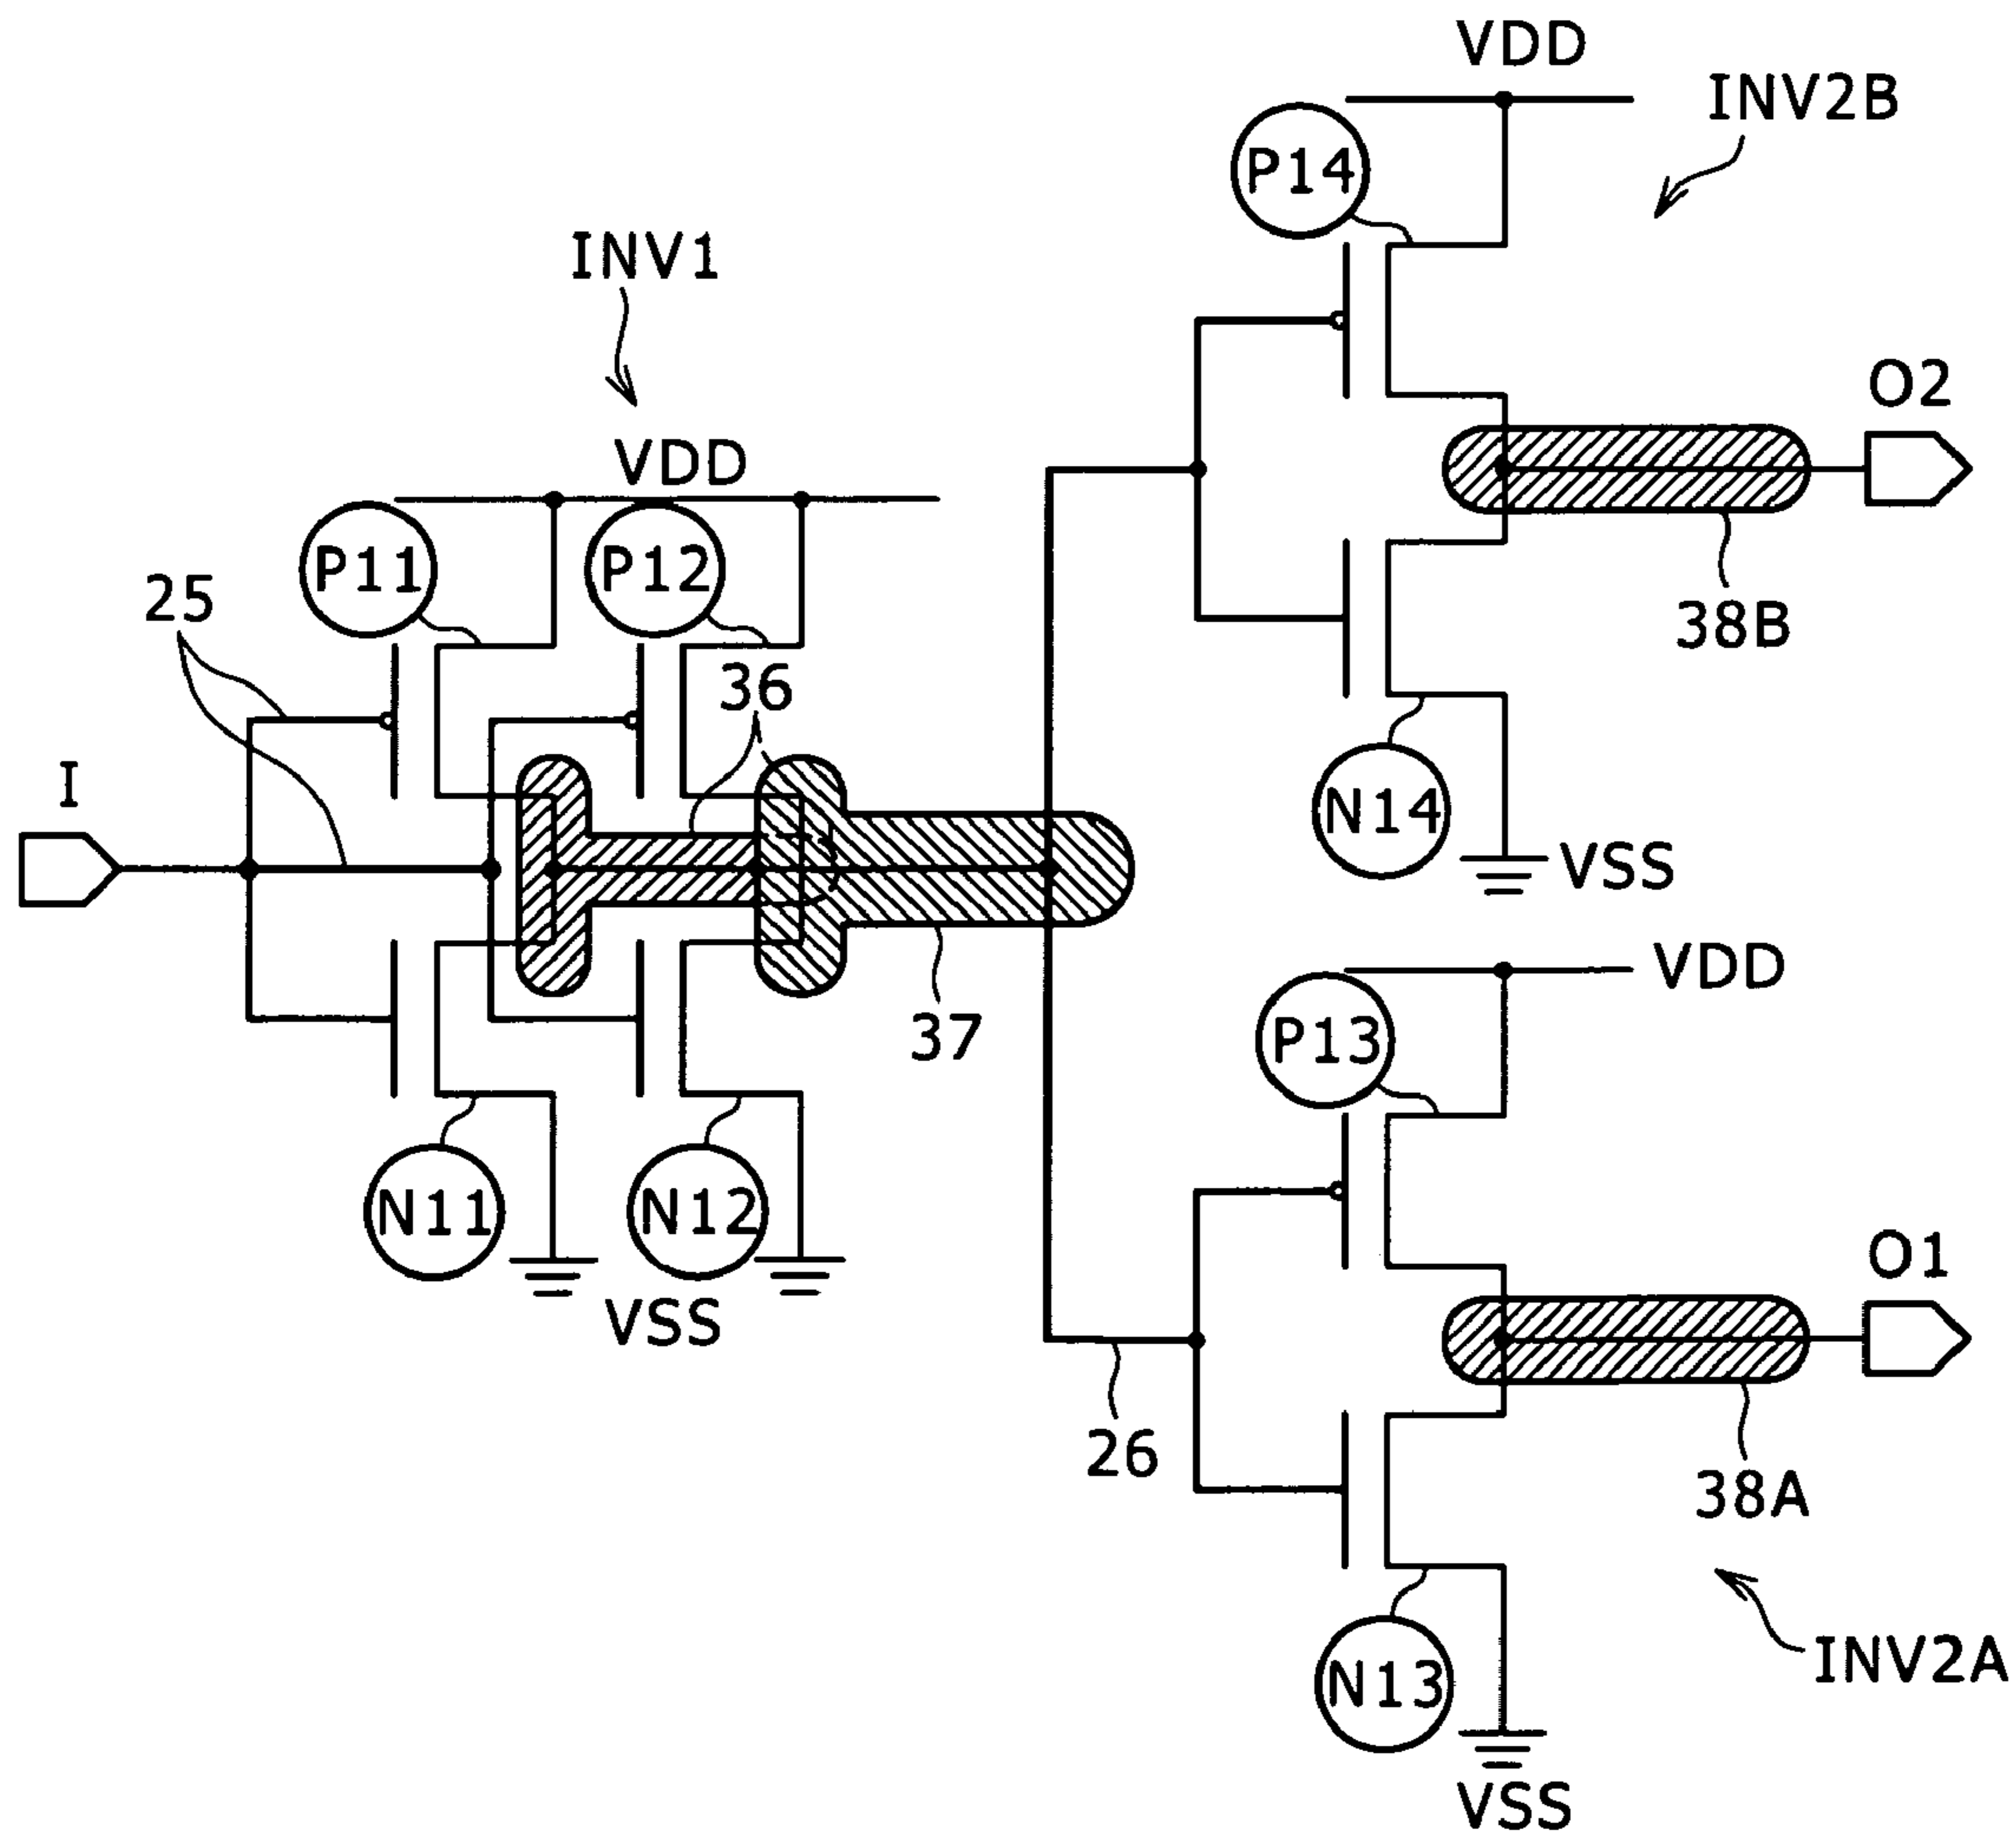 VDD
INV2B
P14
INV1
O2
VDD
P11
P12
25
38B
36
I
N14
VSS
VDD
37
P13
N11
N12
O1
VSS
26
38A
INV2A
N13
VSS